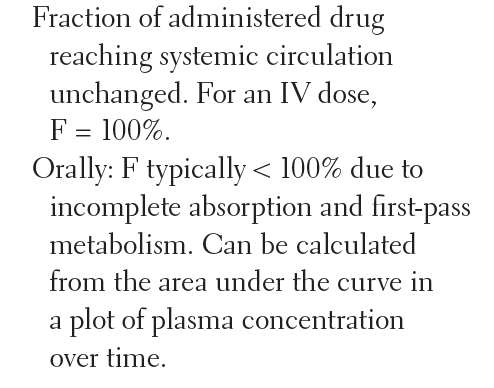 Fraction of administered drug
reaching systemic circulation
unchanged. For an IV dose,
F = 100%.
Orally: F typically < 100% due to
incomplete absorption and first-pass
metabolism. Can be calculated
from the area under the curve in
a plot of plasma concentration
over time.